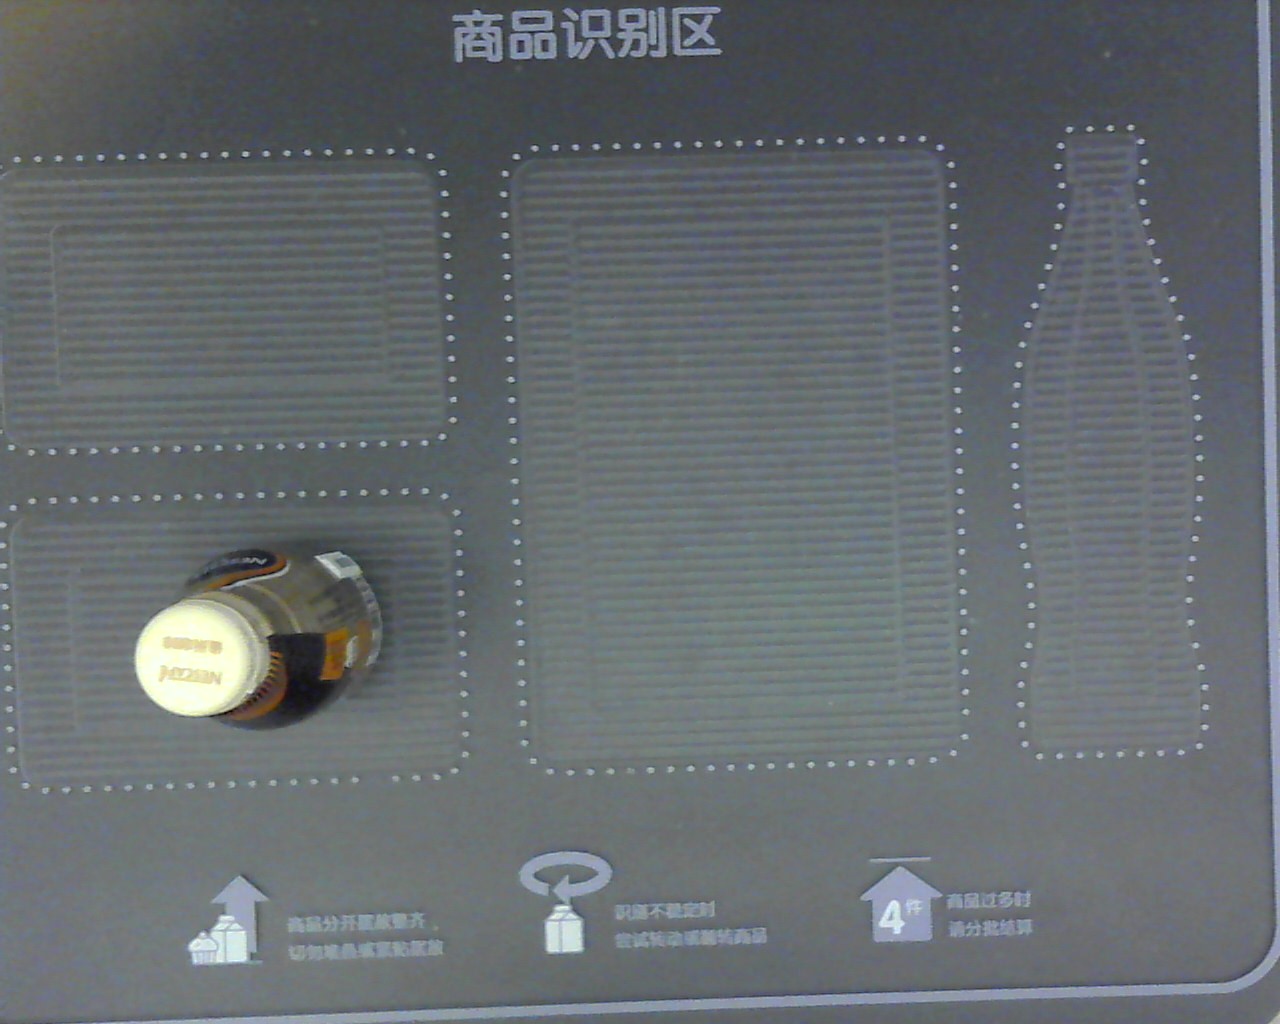 商品识别区
NESCAFÉ
商品分开摆放整齐，
切勿堆叠或紧贴摆放
识别不稳定时
尝试转动或翻转商品
4件
商品过多时
请分批结算